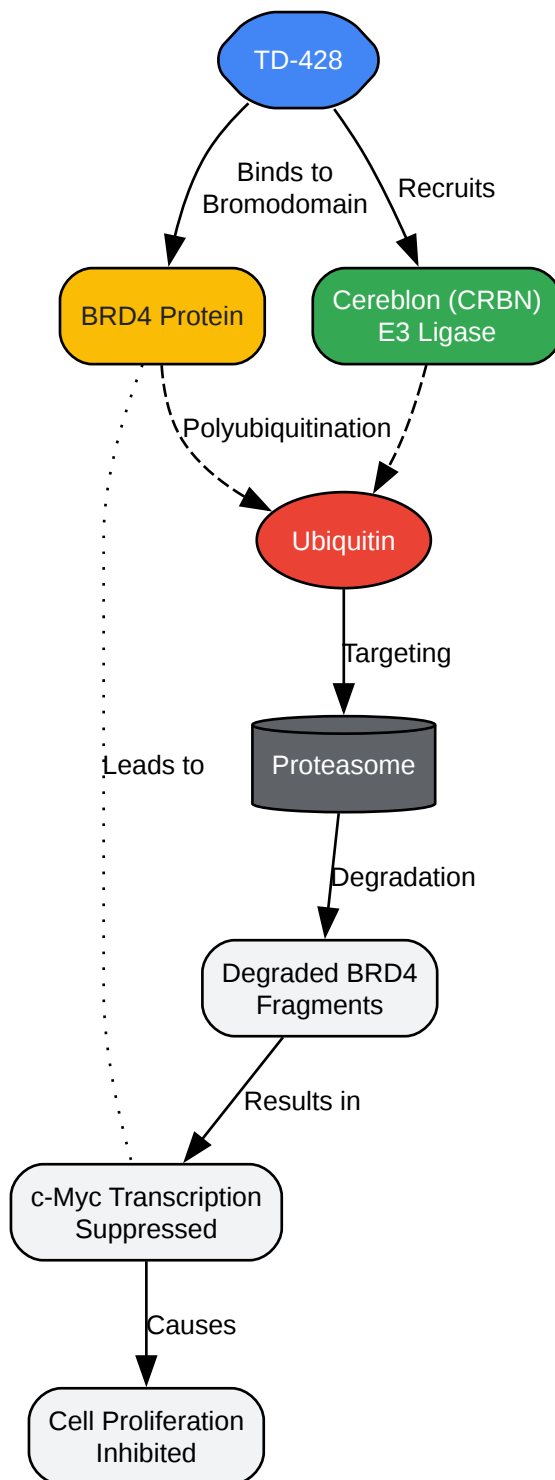 TD-428
Binds to
Bromodomain
Recruits
BRD4 Protein
Cereblon (CRBN)
E3 Ligase
Polyubiquitination
Ubiquitin
Targeting
Proteasome
Leads to
Degradation
Degraded BRD4
Fragments
Results in
c-Myc Transcription
Suppressed
Causes
Cell Proliferation
Inhibited